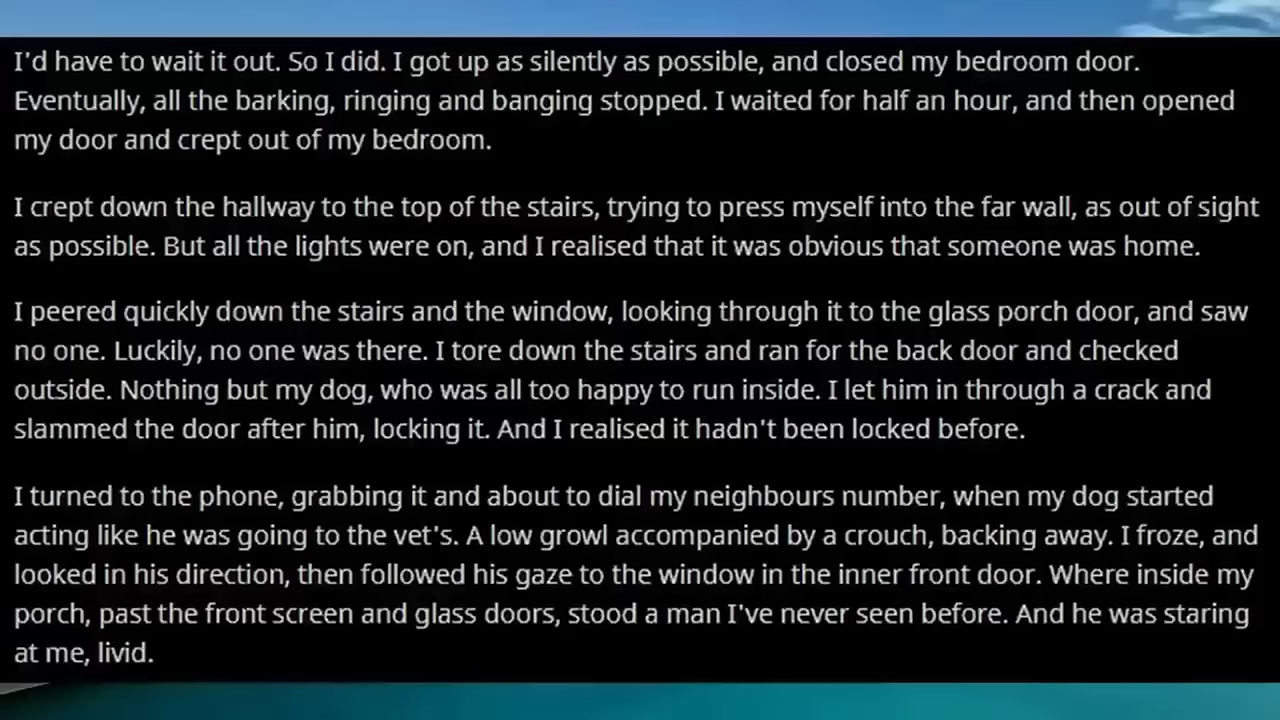 I'd have to wait it out. So I did. I got up as silently as possible, and closed my bedroom door.
Eventually, all the barking, ringing and banging stopped. I waited for half an hour, and then opened
my door and crept out of my bedroom.
I crept down the hallway to the top of the stairs, trying to press myself into the far wall, as out of sight
as possible. But all the lights were on, and I realised that it was obvious that someone was home.
I peered quickly down the stairs and the window, looking through it to the glass porch door, and saw
no one. Luckily, no one was there. I tore down the stairs and ran for the back door and checked
outside. Nothing but my dog, who was all too happy to run inside. I let him in through a crack and
slammed the door after him, locking it. And I realised it hadn't been locked before.
I turned to the phone, grabbing it and about to dial my neighbours number, when my dog started
acting like he was going to the vet's. A low growl accompanied by a crouch, backing away. I froze, and
looked in his direction, then followed his gaze to the window in the inner front door. Where inside my
porch, past the front screen and glass doors, stood a man I've never seen before. And he was staring
at me, livid.